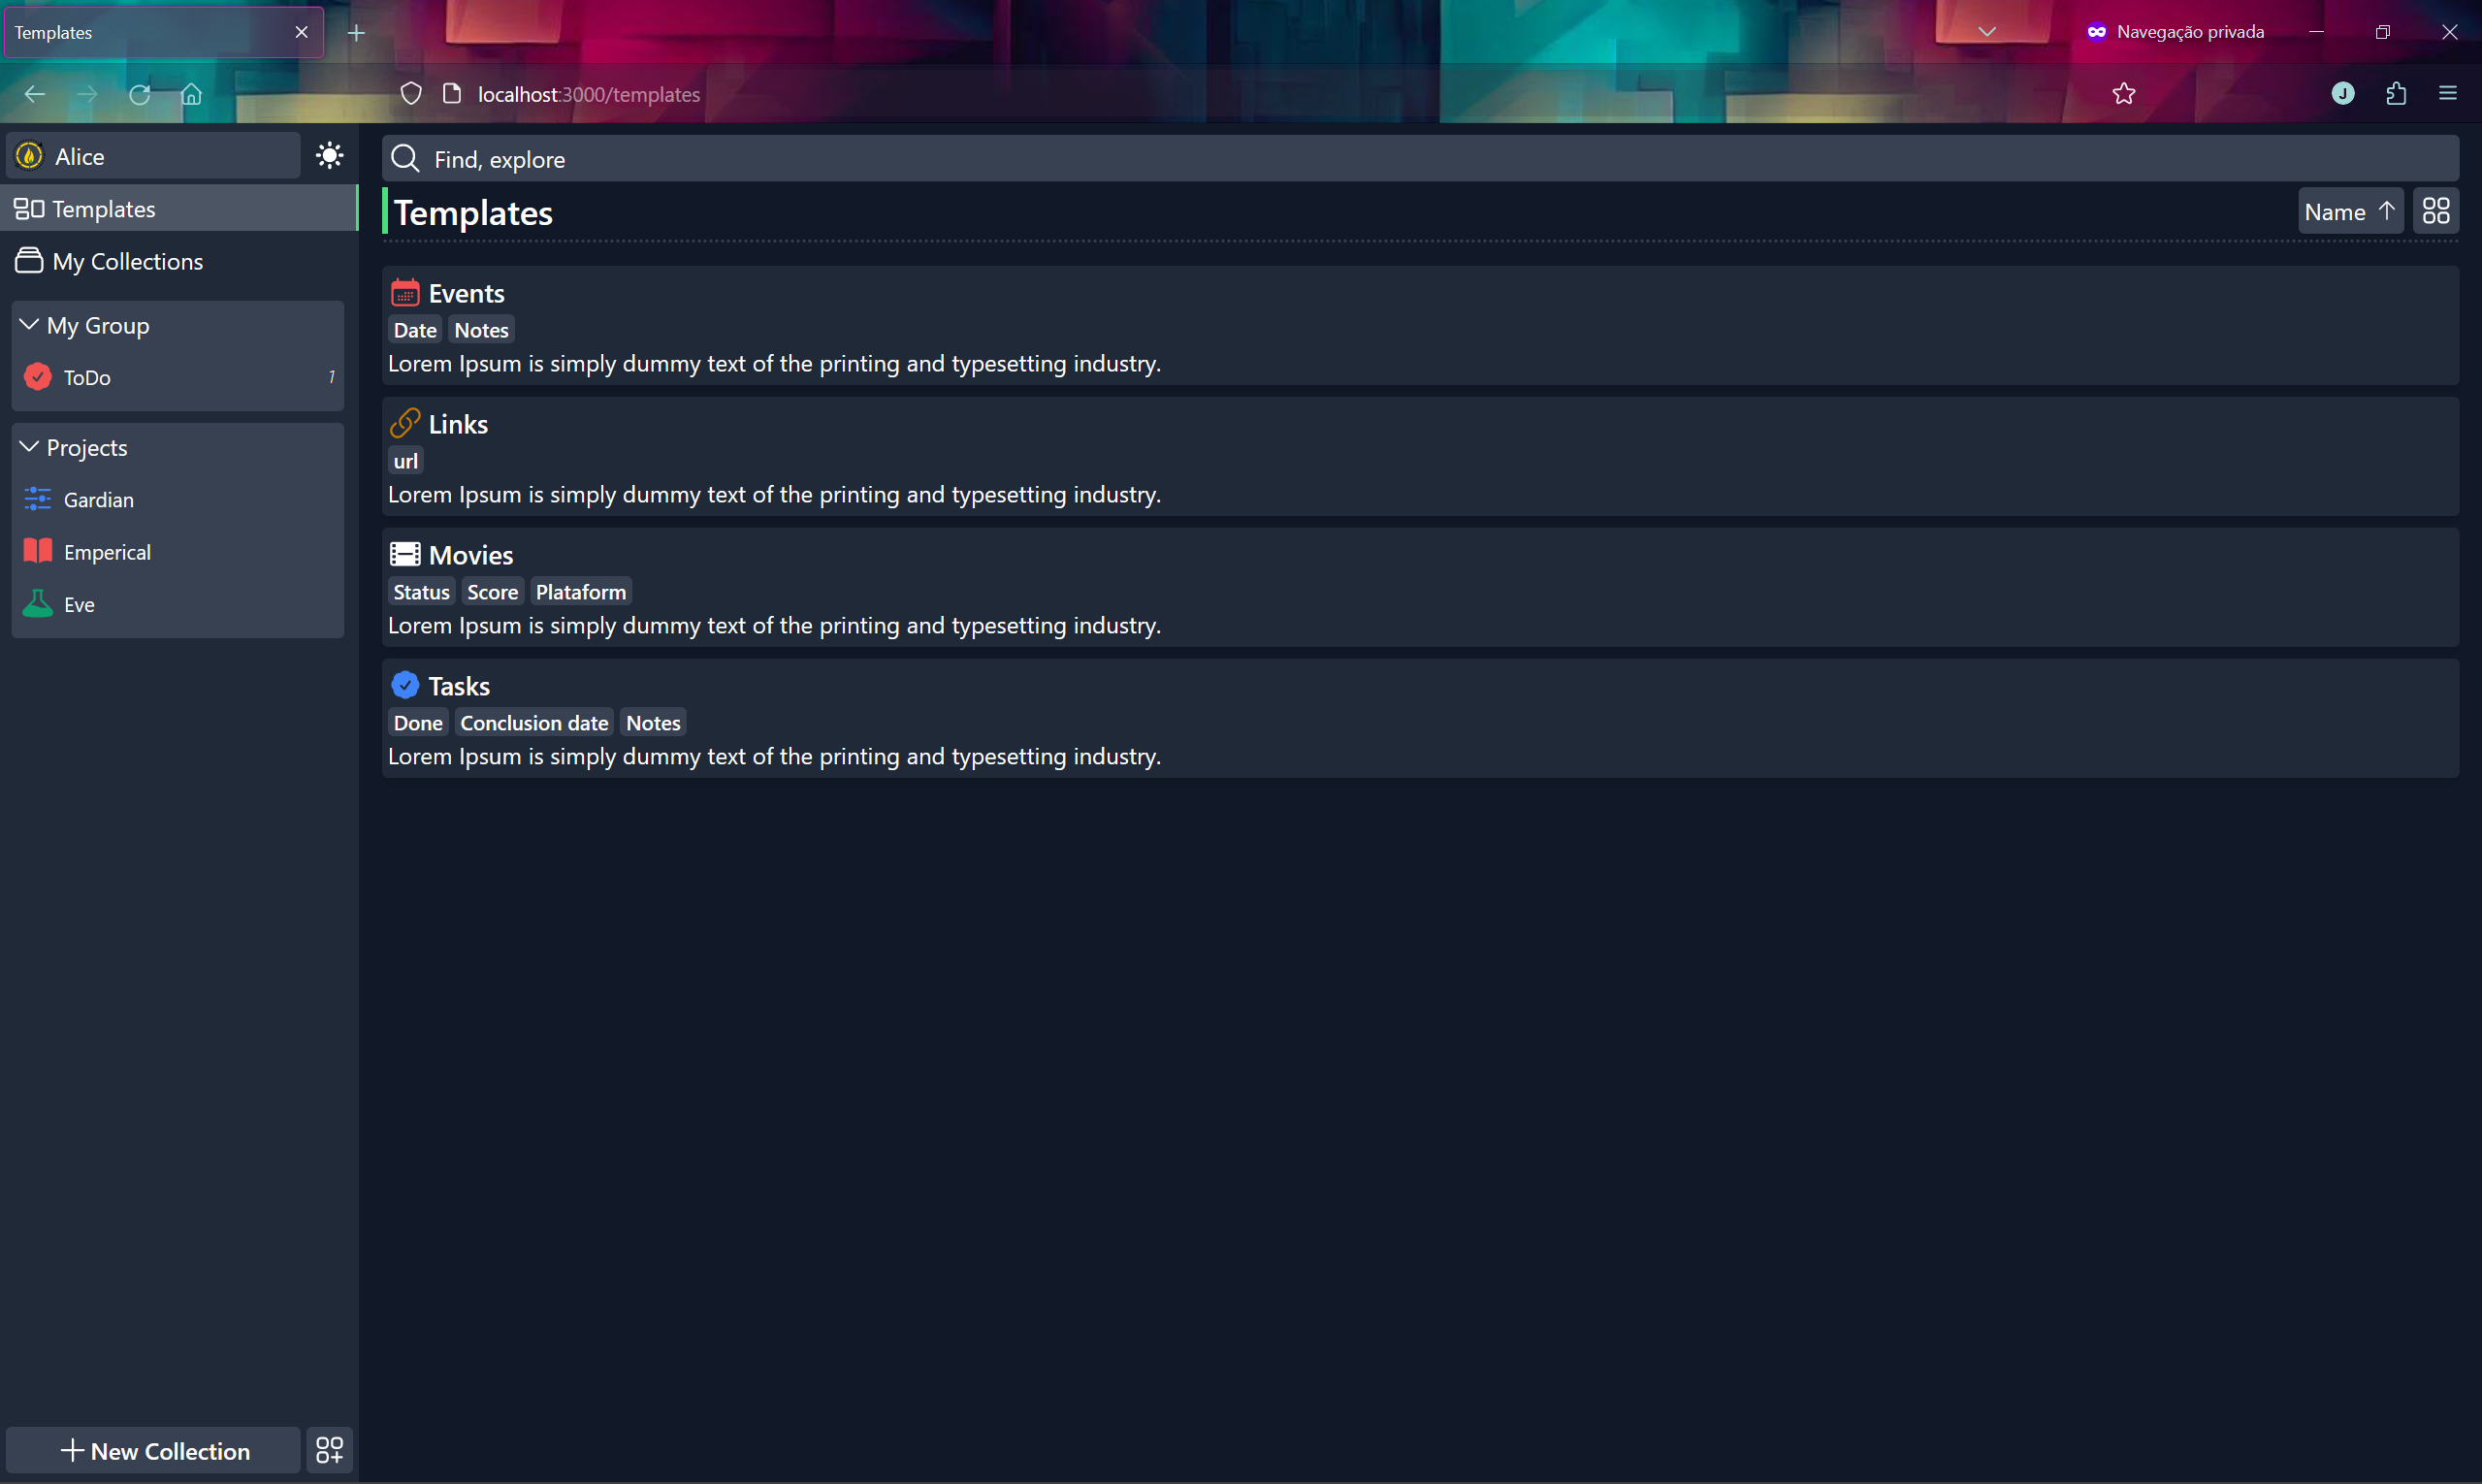 Templates
Navegação privada
localhost:3000/templates
J
Alice
Find, explore
Templates
Templates
Name
My Collections
My Group
ToDo 1
Projects
Gardian
Emperical
Eve
Events
Date Notes
Lorem Ipsum is simply dummy text of the printing and typesetting industry.
Links
url
Lorem Ipsum is simply dummy text of the printing and typesetting industry.
Movies
Status Score Plataform
Lorem Ipsum is simply dummy text of the printing and typesetting industry.
Tasks
Done Conclusion date Notes
Lorem Ipsum is simply dummy text of the printing and typesetting industry.
New Collection